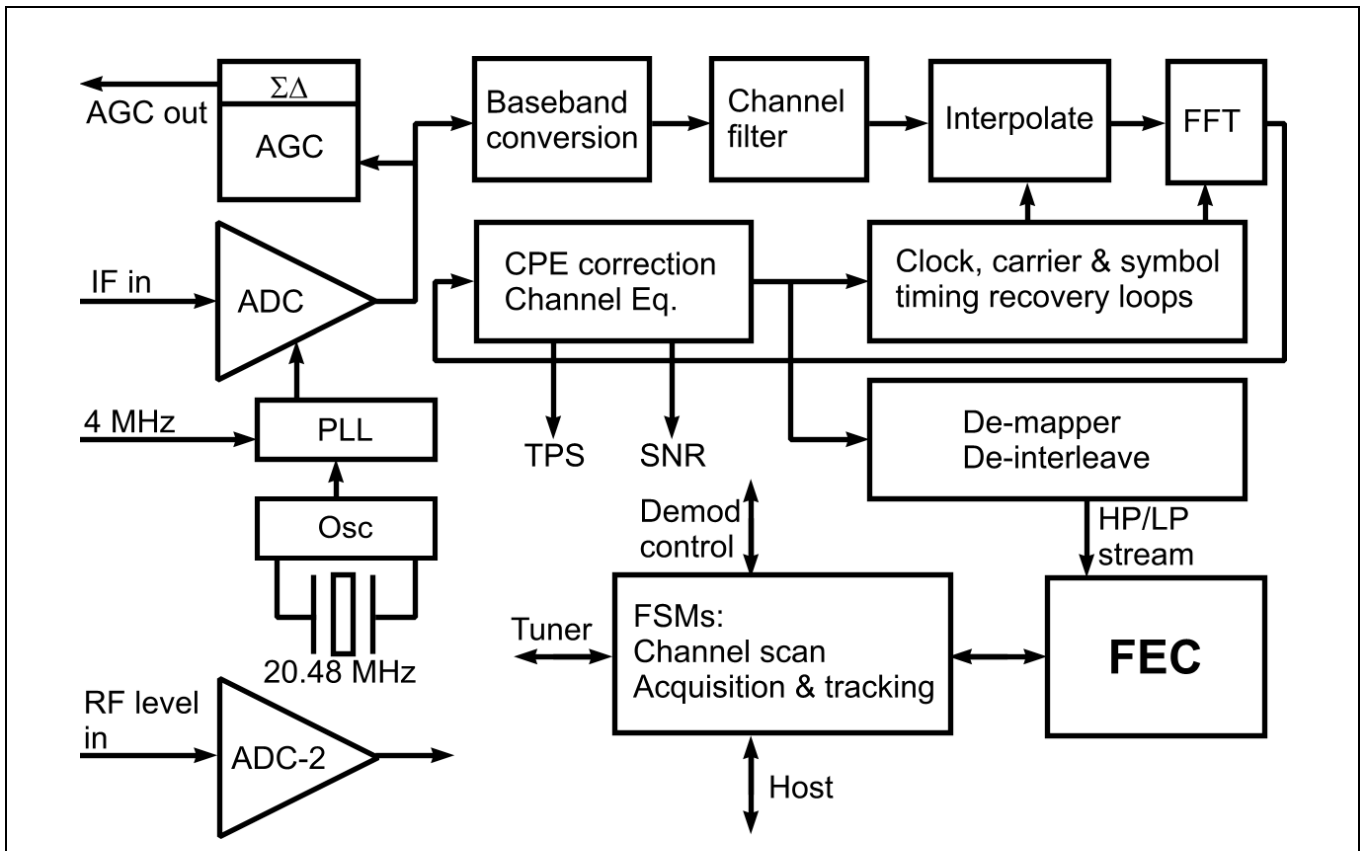 ΣΔ
AGC out
AGC
Baseband
conversion
Channel
filter
Interpolate
FFT
IF in
ADC
CPE correction
Channel Eq.
Clock, carrier & symbol
timing recovery loops
4 MHz
PLL
TPS
SNR
De-mapper
De-interleave
Osc
Demod
control
HP/LP
stream
20.48 MHz
Tuner
FSMs:
Channel scan
Acquisition & tracking
FEC
RF level
in
ADC-2
Host